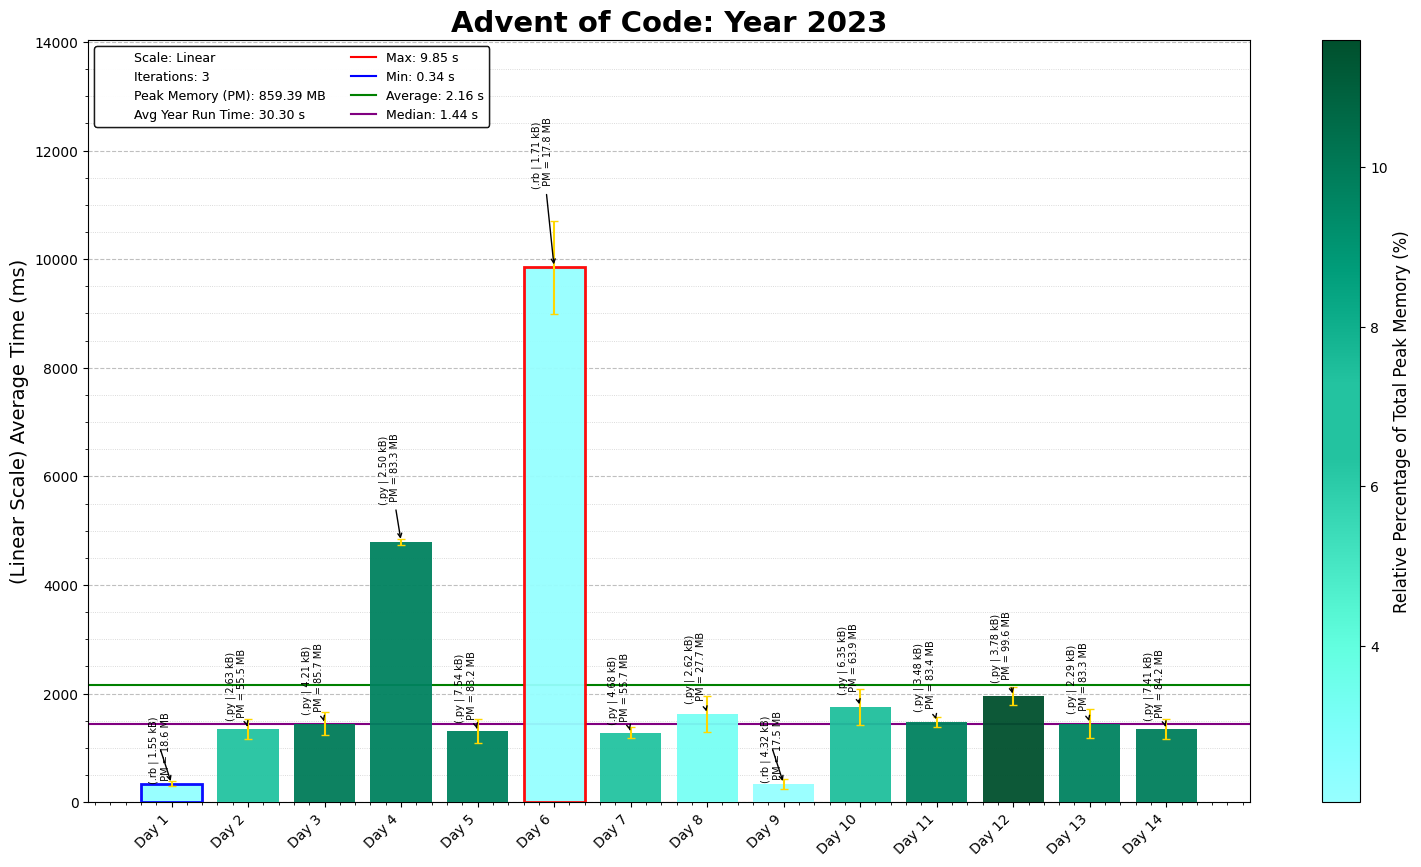 Advent of Code: Year 2023
(Linear Scale) Average Time (ms)
14000
12000
10000
8000
6000
4000
2000
0
Scale: Linear
Iterations: 3
Peak Memory (PM): 859.39 MB
Avg Year Run Time: 30.30 s
Max: 9.85 s
Min: 0.34 s
Average: 2.16 s
Median: 1.44 s
(.rb | 1.55 kB)
PM = 18.6 MB
(.py | 2.63 kB)
PM = 55.5 MB
(.py | 4.21 kB)
PM = 85.7 MB
(.py | 2.50 kB)
PM = 83.3 MB
(.py | 7.54 kB)
PM = 83.2 MB
(.rb | 1.71 kB)
PM = 17.8 MB
(.py | 4.68 kB)
PM = 55.7 MB
(.py | 2.62 kB)
PM = 27.7 MB
(.rb | 4.32 kB)
PM = 17.5 MB
(.py | 6.35 kB)
PM = 63.9 MB
(.py | 3.48 kB)
PM = 83.4 MB
(.py | 3.78 kB)
PM = 99.6 MB
(.py | 2.29 kB)
PM = 83.3 MB
(.py | 7.41 kB)
PM = 84.2 MB
Day 1
Day 2
Day 3
Day 4
Day 5
Day 6
Day 7
Day 8
Day 9
Day 10
Day 11
Day 12
Day 13
Day 14
10
8
6
4
Relative Percentage of Total Peak Memory (%)